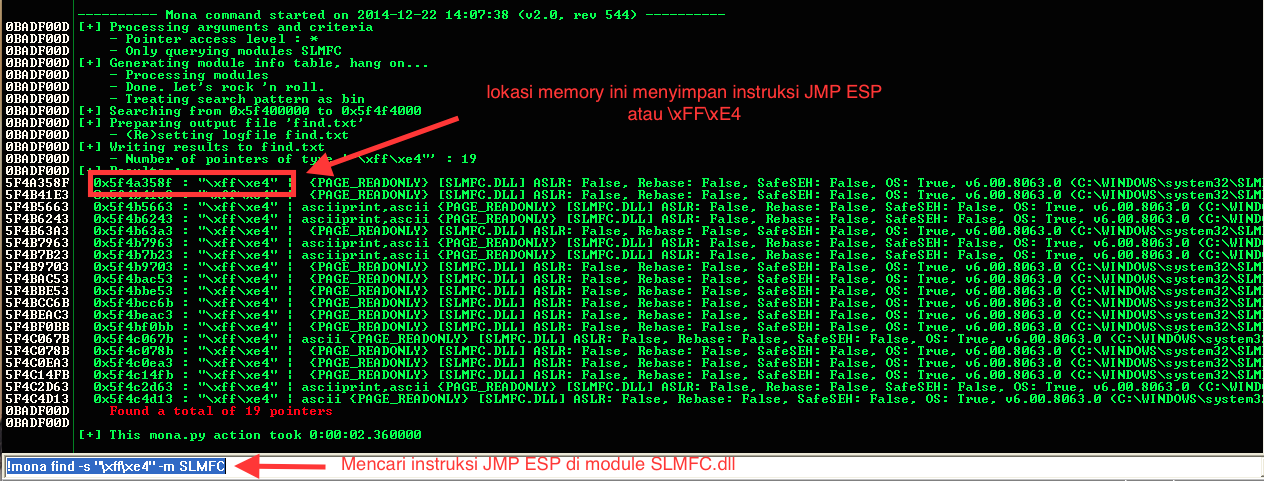 ---------- Mona command started on 2014-12-22 14:07:38 (v2.0, rev 544) ----------
0BADF00D [+] Processing arguments and criteria
0BADF00D - Pointer access level : *
0BADF00D - Only querying modules SLMFC
0BADF00D [+] Generating module info table, hang on...
0BADF00D - Processing modules
0BADF00D - Done. Let's rock 'n roll.
0BADF00D - Treating search pattern as bin
0BADF00D [+] Searching from 0x5f400000 to 0x5f4f4000
0BADF00D [+] Preparing output file 'find.txt'
0BADF00D - (Re)setting logfile find.txt
0BADF00D [+] Writing results to find.txt
0BADF00D - Number of pointers of type '"\xff\xe4"' : 19
0BADF00D [+] Results :
5F4A358F 0x5f4a358f : "\xff\xe4" | {PAGE_READONLY} [SLMFC.DLL] ASLR: False, Rebase: False, SafeSEH: False, OS: True, v6.00.8063.0 (C:\WINDOWS\system32\SLM
5F4B41E3 0x5f4b41e3 : "\xff\xe4" | {PAGE_READONLY} [SLMFC.DLL] ASLR: False, Rebase: False, SafeSEH: False, OS: True, v6.00.8063.0 (C:\WINDOWS\system32\SLM
5F4B5663 0x5f4b5663 : "\xff\xe4" | asciiprint,ascii {PAGE_READONLY} [SLMFC.DLL] ASLR: False, Rebase: False, SafeSEH: False, OS: True, v6.00.8063.0 (C:\WIND
5F4B6243 0x5f4b6243 : "\xff\xe4" | asciiprint,ascii {PAGE_READONLY} [SLMFC.DLL] ASLR: False, Rebase: False, SafeSEH: False, OS: True, v6.00.8063.0 (C:\WIND
5F4B63A3 0x5f4b63a3 : "\xff\xe4" | {PAGE_READONLY} [SLMFC.DLL] ASLR: False, Rebase: False, SafeSEH: False, OS: True, v6.00.8063.0 (C:\WINDOWS\system32\SLM
5F4B7963 0x5f4b7963 : "\xff\xe4" | asciiprint,ascii {PAGE_READONLY} [SLMFC.DLL] ASLR: False, Rebase: False, SafeSEH: False, OS: True, v6.00.8063.0 (C:\WIND
5F4B7B23 0x5f4b7b23 : "\xff\xe4" | asciiprint,ascii {PAGE_READONLY} [SLMFC.DLL] ASLR: False, Rebase: False, SafeSEH: False, OS: True, v6.00.8063.0 (C:\WIND
5F4B9703 0x5f4b9703 : "\xff\xe4" | {PAGE_READONLY} [SLMFC.DLL] ASLR: False, Rebase: False, SafeSEH: False, OS: True, v6.00.8063.0 (C:\WINDOWS\system32\SLM
5F4BAC53 0x5f4bac53 : "\xff\xe4" | {PAGE_READONLY} [SLMFC.DLL] ASLR: False, Rebase: False, SafeSEH: False, OS: True, v6.00.8063.0 (C:\WINDOWS\system32\SLM
5F4BBE53 0x5f4bbe53 : "\xff\xe4" | {PAGE_READONLY} [SLMFC.DLL] ASLR: False, Rebase: False, SafeSEH: False, OS: True, v6.00.8063.0 (C:\WINDOWS\system32\SLM
5F4BCC6B 0x5f4bcc6b : "\xff\xe4" | {PAGE_READONLY} [SLMFC.DLL] ASLR: False, Rebase: False, SafeSEH: False, OS: True, v6.00.8063.0 (C:\WINDOWS\system32\SLM
5F4BEAC3 0x5f4beac3 : "\xff\xe4" | {PAGE_READONLY} [SLMFC.DLL] ASLR: False, Rebase: False, SafeSEH: False, OS: True, v6.00.8063.0 (C:\WINDOWS\system32\SLM
5F4BF0BB 0x5f4bf0bb : "\xff\xe4" | {PAGE_READONLY} [SLMFC.DLL] ASLR: False, Rebase: False, SafeSEH: False, OS: True, v6.00.8063.0 (C:\WINDOWS\system32\SLM
5F4C067B 0x5f4c067b : "\xff\xe4" | ascii {PAGE_READONLY} [SLMFC.DLL] ASLR: False, Rebase: False, SafeSEH: False, OS: True, v6.00.8063.0 (C:\WINDOWS\system3
5F4C078B 0x5f4c078b : "\xff\xe4" | {PAGE_READONLY} [SLMFC.DLL] ASLR: False, Rebase: False, SafeSEH: False, OS: True, v6.00.8063.0 (C:\WINDOWS\system32\SLM
5F4C0EA3 0x5f4c0ea3 : "\xff\xe4" | {PAGE_READONLY} [SLMFC.DLL] ASLR: False, Rebase: False, SafeSEH: False, OS: True, v6.00.8063.0 (C:\WINDOWS\system32\SLM
5F4C14FB 0x5f4c14fb : "\xff\xe4" | {PAGE_READONLY} [SLMFC.DLL] ASLR: False, Rebase: False, SafeSEH: False, OS: True, v6.00.8063.0 (C:\WINDOWS\system32\SLM
5F4C2D63 0x5f4c2d63 : "\xff\xe4" | asciiprint,ascii {PAGE_READONLY} [SLMFC.DLL] ASLR: False, Rebase: False, SafeSEH: False, OS: True, v6.00.8063.0 (C:\WIND
5F4C4D13 0x5f4c4d13 : "\xff\xe4" | ascii {PAGE_READONLY} [SLMFC.DLL] ASLR: False, Rebase: False, SafeSEH: False, OS: True, v6.00.8063.0 (C:\WINDOWS\system3
0BADF00D Found a total of 19 pointers
0BADF00D
[+] This mona.py action took 0:00:02.360000
lokasi memory ini menyimpan instruksi JMP ESP
atau \xFF\xE4
!mona find -s "\xff\xe4" -m SLMFC
Mencari instruksi JMP ESP di module SLMFC.dll